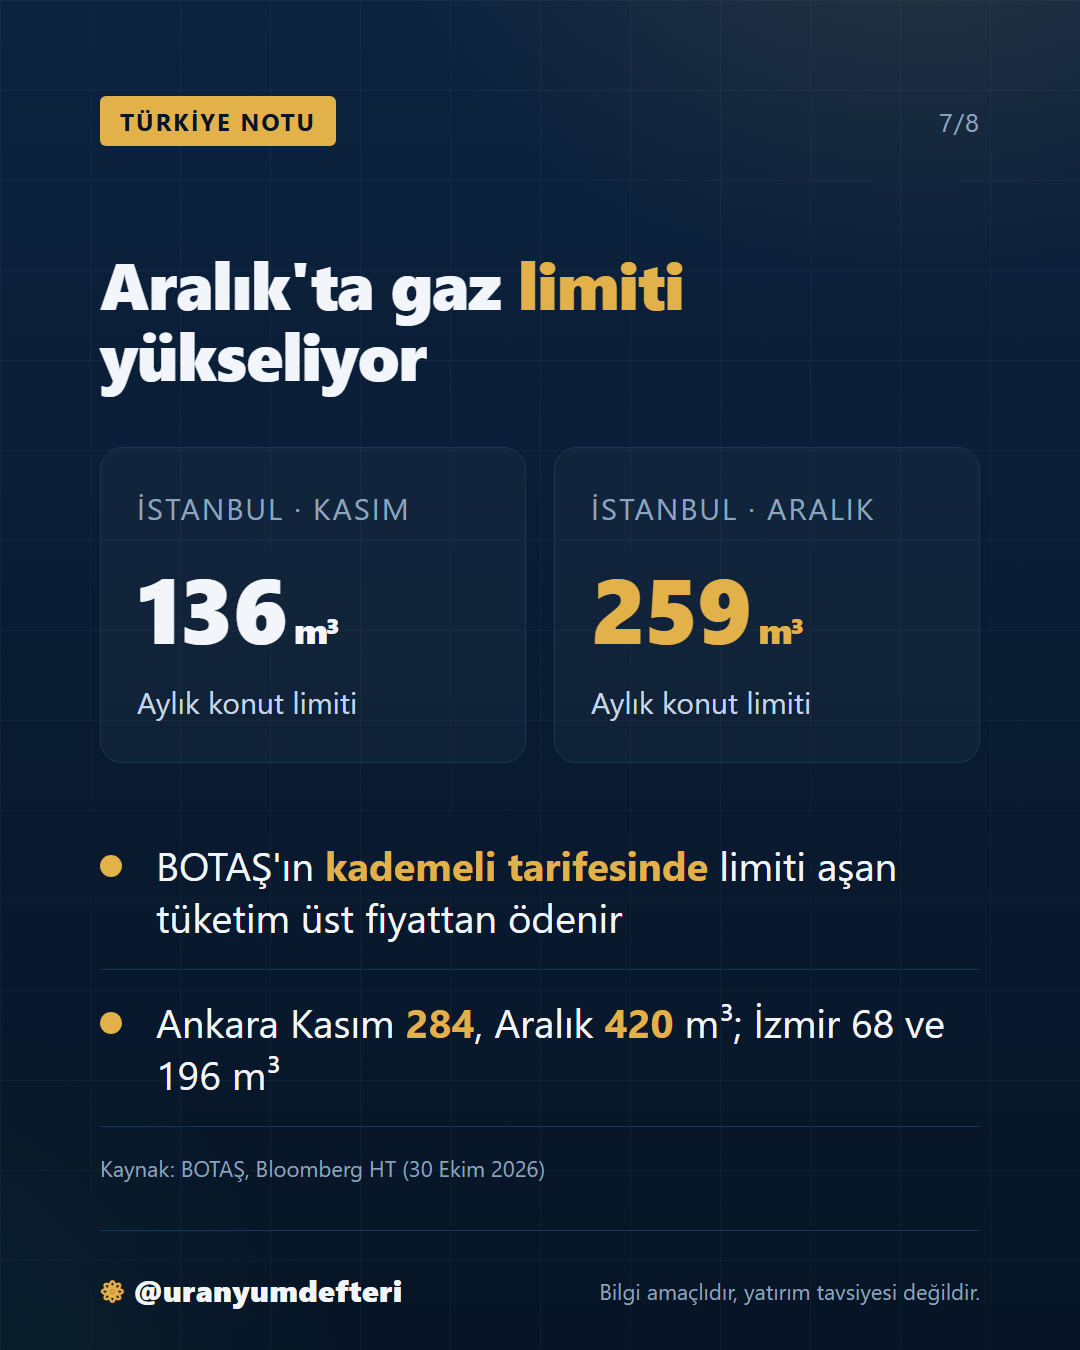 TÜRKİYE NOTU
7/8
Aralık'ta gaz limiti
yükseliyor
İSTANBUL · KASIM
136 m³
Aylık konut limiti
İSTANBUL · ARALIK
259 m³
Aylık konut limiti
BOTAŞ'ın kademeli tarifesinde limiti aşan
tüketim üst fiyattan ödenir
Ankara Kasım 284, Aralık 420 m³; İzmir 68 ve
196 m³
Kaynak: BOTAŞ, Bloomberg HT (30 Ekim 2026)
@uranyumdefteri
Bilgi amaçlıdır, yatırım tavsiyesi değildir.